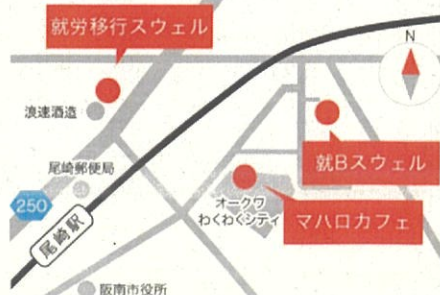 就労移行スウェル
N
浪速酒造
就Bスウェル
尾崎郵便局
250
オークワ
わくわくシティ
マハロカフェ
尾崎駅
阪南市役所